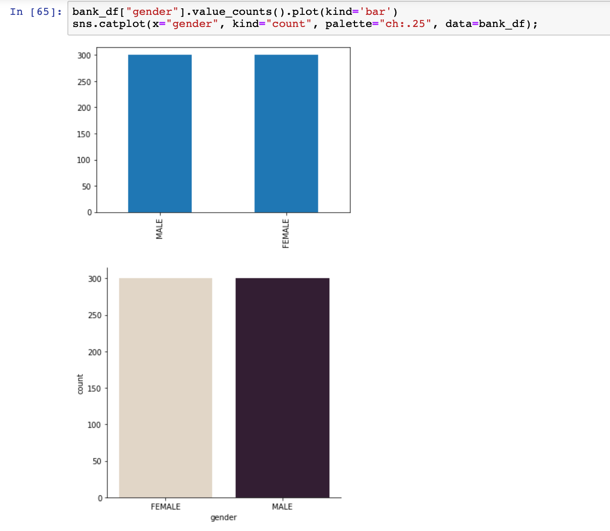 In [65]: bank_df["gender"].value_counts().plot(kind='bar')
sns.catplot(x="gender", kind="count", palette="ch:.25", data=bank_df);
300
250
200
150
100
50
0
MALE
FEMALE
300
250
200
150
100
50
0
count
FEMALE MALE
gender